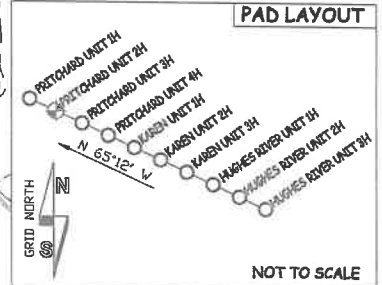 PAD LAYOUT
PRITCHARD UNIT 1H
PRITCHARD UNIT 2H
PRITCHARD UNIT 3H
PRITCHARD UNIT 4H
KAREN UNIT 1H
KAREN UNIT 2H
KAREN UNIT 3H
HUGHES RIVER UNIT 1H
HUGHES RIVER UNIT 2H
HUGHES RIVER UNIT 3H
N 65°12' W
GRID NORTH
N
S
NOT TO SCALE